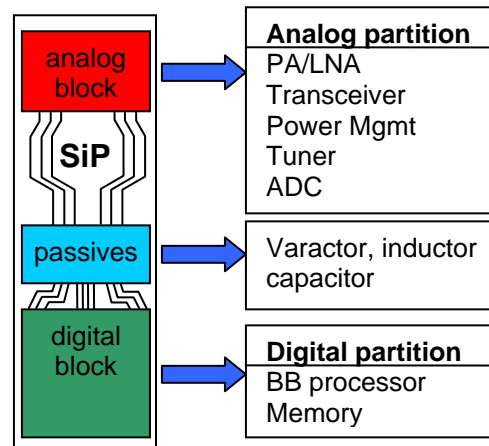 analog
block
SiP
passives
digital
block
Analog partition
PA/LNA
Transceiver
Power Mgmt
Tuner
ADC
Varactor, inductor
capacitor
Digital partition
BB processor
Memory